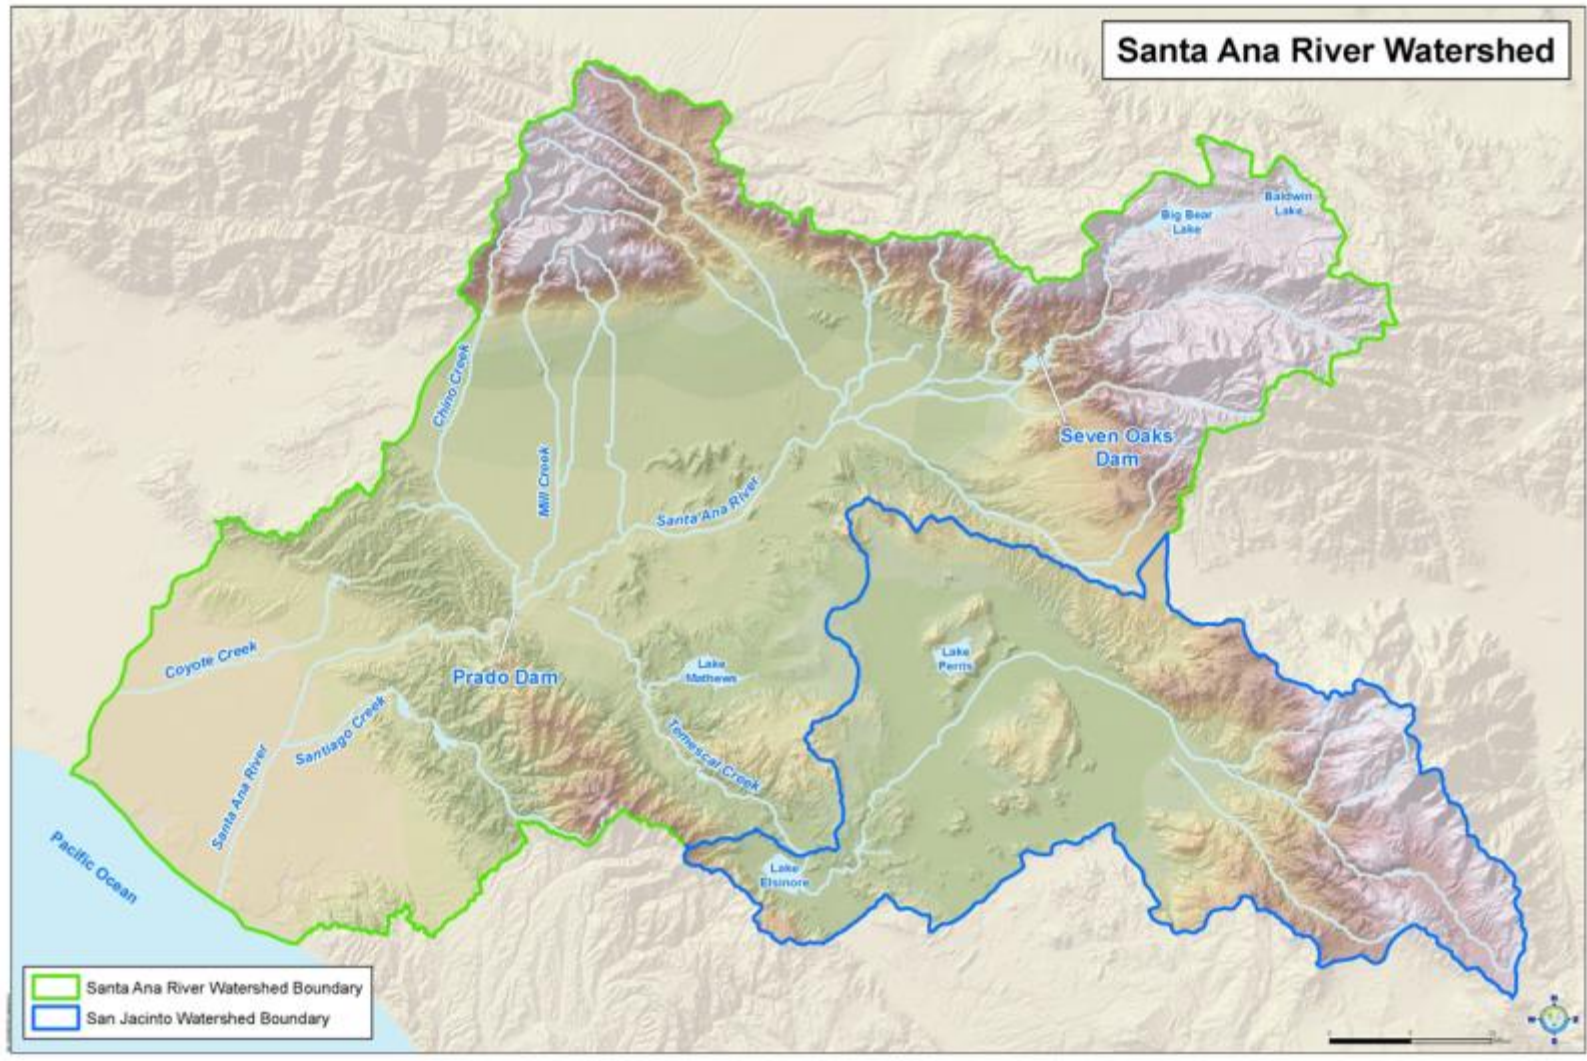 Santa Ana River Watershed
Baldwin
Lake
Big Bear
Lake
Chino Creek
Seven Oaks
Dam
Mill Creek
Santa Ana River
Coyote Creek
Lake
Perris
Lake
Mathews
Prado Dam
Santiago Creek
Temescal Creek
Santa Ana River
Pacific Ocean
Lake
Elsinore
Santa Ana River Watershed Boundary
San Jacinto Watershed Boundary